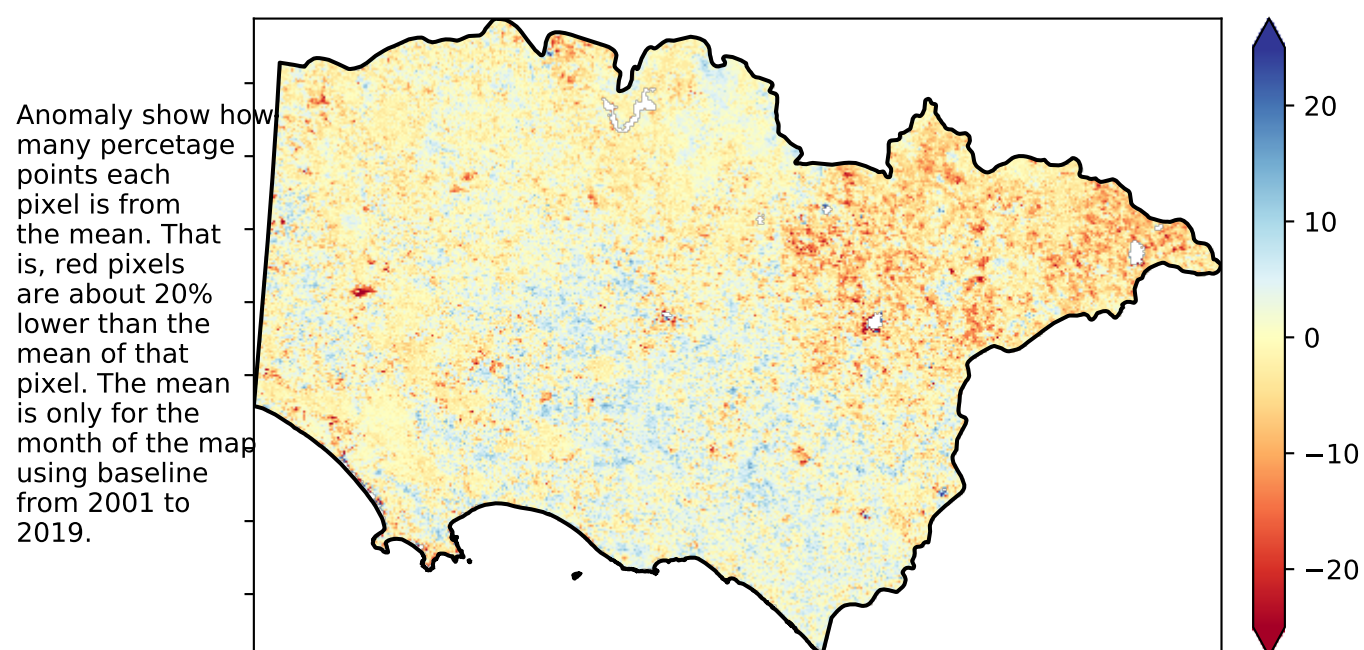 Anomaly show how
many percetage
points each
pixel is from
the mean. That
is, red pixels
are about 20%
lower than the
mean of that
pixel. The mean
is only for the
month of the map
using baseline
from 2001 to
2019.
20
10
0
−10
−20